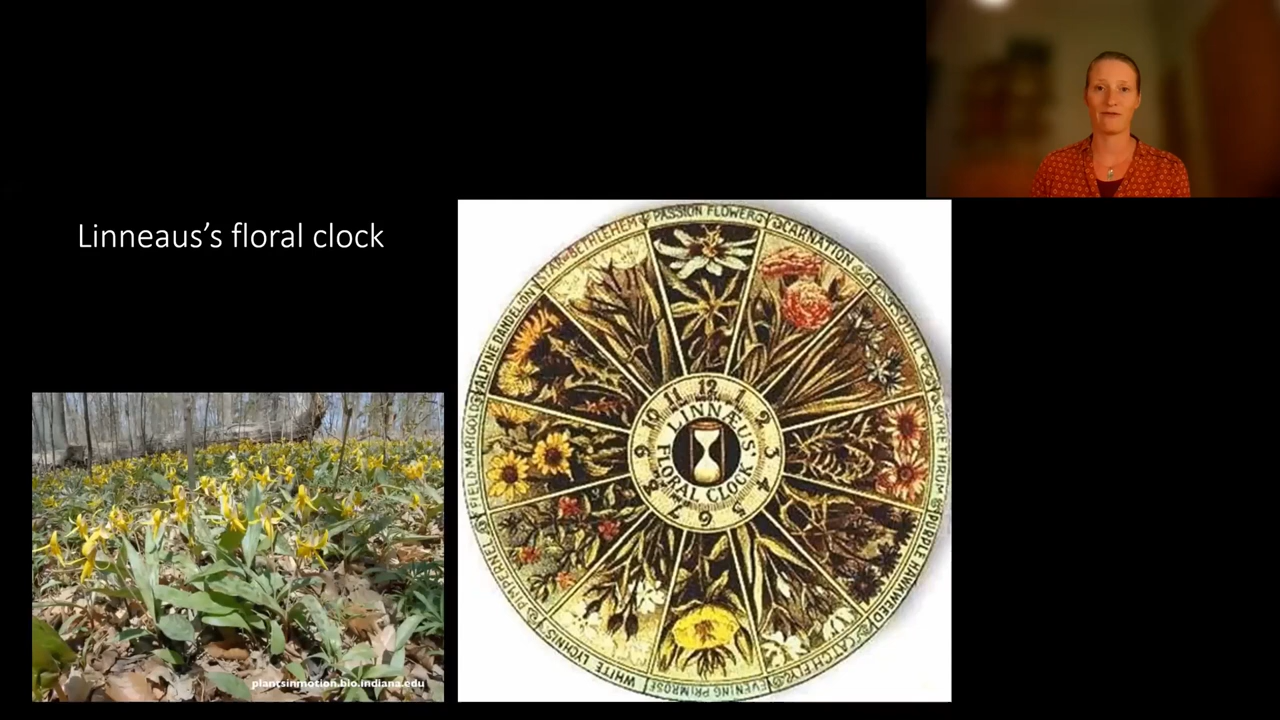 Linneaus's floral clock
PASSION FLOWER
CARNATION
SQUILL
PYRETHRUM
PURPLE HAWKWEED
CATCHFLY
EVENING PRIMROSE
WHITE LYCHNIS
PIMPERNEL
FIELD MARIGOLD
ALPINE DANDELION
STAR BETHLEHEM
12
1
2
3
4
5
6
7
8
9
10
11
LINNÆUS'
FLORAL CLOCK
plantsinmotion.bio.indiana.edu